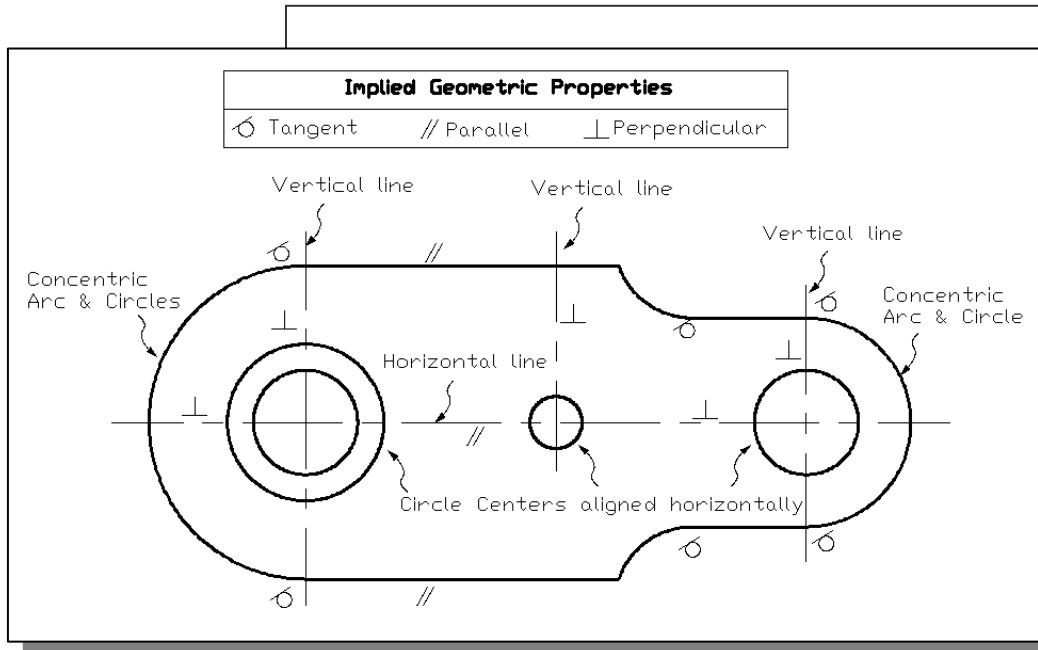 Implied Geometric Properties
Tangent // Parallel ⊥ Perpendicular
Vertical line
Vertical line
Vertical line
Concentric
Arc & Circles
Concentric
Arc & Circle
Horizontal line
Circle Centers aligned horizontally